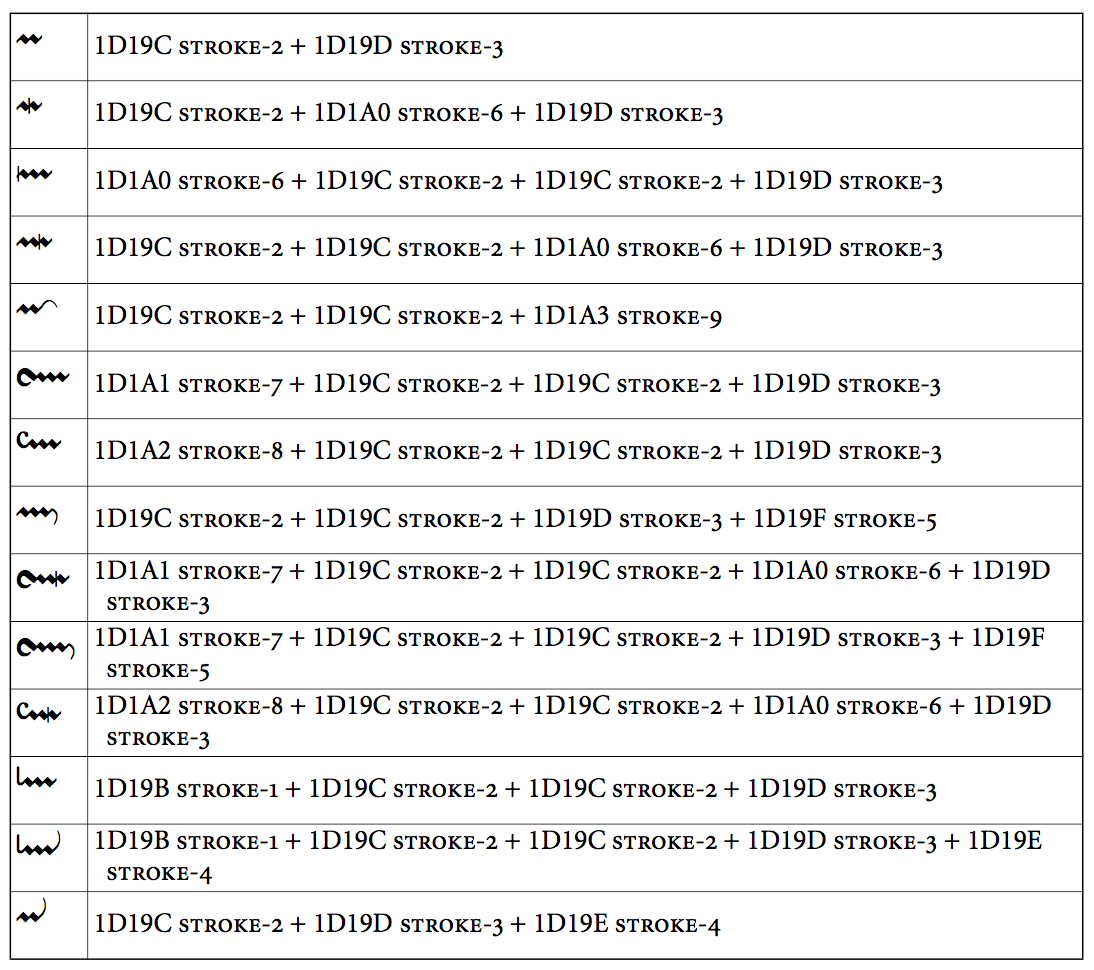 1D19C STROKE-2 + 1D19D STROKE-3
1D19C STROKE-2 + 1D1A0 STROKE-6 + 1D19D STROKE-3
1D1A0 STROKE-6 + 1D19C STROKE-2 + 1D19C STROKE-2 + 1D19D STROKE-3
1D19C STROKE-2 + 1D19C STROKE-2 + 1D1A0 STROKE-6 + 1D19D STROKE-3
1D19C STROKE-2 + 1D19C STROKE-2 + 1D1A3 STROKE-9
1D1A1 STROKE-7 + 1D19C STROKE-2 + 1D19C STROKE-2 + 1D19D STROKE-3
1D1A2 STROKE-8 + 1D19C STROKE-2 + 1D19C STROKE-2 + 1D19D STROKE-3
1D19C STROKE-2 + 1D19C STROKE-2 + 1D19D STROKE-3 + 1D19F STROKE-5
1D1A1 STROKE-7 + 1D19C STROKE-2 + 1D19C STROKE-2 + 1D1A0 STROKE-6 + 1D19D
STROKE-3
1D1A1 STROKE-7 + 1D19C STROKE-2 + 1D19C STROKE-2 + 1D19D STROKE-3 + 1D19F
STROKE-5
1D1A2 STROKE-8 + 1D19C STROKE-2 + 1D19C STROKE-2 + 1D1A0 STROKE-6 + 1D19D
STROKE-3
1D19B STROKE-1 + 1D19C STROKE-2 + 1D19C STROKE-2 + 1D19D STROKE-3
1D19B STROKE-1 + 1D19C STROKE-2 + 1D19C STROKE-2 + 1D19D STROKE-3 + 1D19E
STROKE-4
1D19C STROKE-2 + 1D19D STROKE-3 + 1D19E STROKE-4